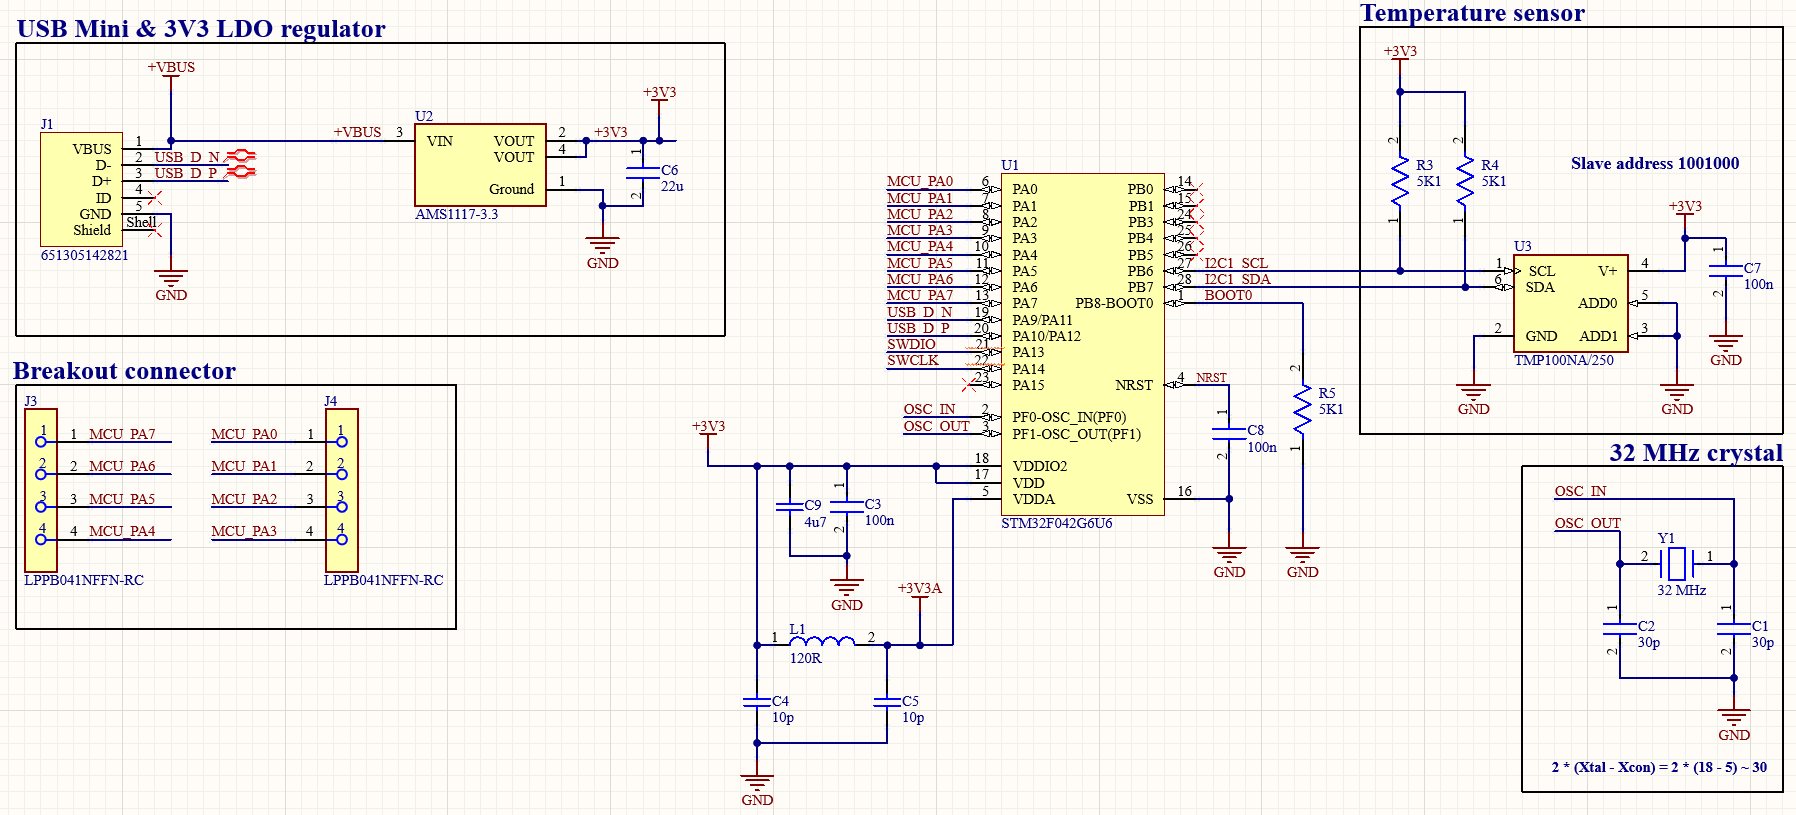 USB Mini & 3V3 LDO regulator
+VBUS
J1
VBUS 1
D- 2 USB_D_N
D+ 3 USB_D_P
ID 4
GND 5
Shield Shell
651305142821
GND
U2
+VBUS 3 VIN VOUT 2 +3V3
VOUT 4
Ground 1
AMS1117-3.3
+3V3
1
C6
22u
2
GND
Breakout connector
J3
1 1 MCU_PA7
2 2 MCU_PA6
3 3 MCU_PA5
4 4 MCU_PA4
LPPB041NFFN-RC
J4
MCU_PA0 1 1
MCU_PA1 2 2
MCU_PA2 3 3
MCU_PA3 4 4
LPPB041NFFN-RC
U1
MCU_PA0 6 PA0 PB0 14
MCU_PA1 7 PA1 PB1 15
MCU_PA2 8 PA2 PB3 24
MCU_PA3 9 PA3 PB4 25
MCU_PA4 10 PA4 PB5 26
MCU_PA5 11 PA5 PB6 27 I2C1_SCL
MCU_PA6 12 PA6 PB7 28 I2C1_SDA
MCU_PA7 13 PA7 PB8-BOOT0 1 BOOT0
USB_D_N 19 PA9/PA11
USB_D_P 20 PA10/PA12
SWDIO 21 PA13
SWCLK 22 PA14
23 PA15 NRST 4 NRST
OSC_IN 2 PF0-OSC_IN(PF0)
OSC_OUT 3 PF1-OSC_OUT(PF1)
18 VDDIO2
17 VDD
5 VDDA VSS 16
STM32F042G6U6
+3V3
C9
4u7
1
C3
100n
2
GND
+3V3A
1 L1 2
120R
C4
10p
C5
10p
GND
1
C8
100n
2
GND
2
R5
5K1
1
GND
Temperature sensor
+3V3
2
R3
5K1
1
2
R4
5K1
1
Slave address 1001000
+3V3
U3
1 SCL V+ 4
6 SDA
ADD0 5
2 GND ADD1 3
TMP100NA/250
1
C7
100n
2
GND
GND
GND
32 MHz crystal
OSC_IN
OSC_OUT
Y1
2 1
32 MHz
1
C2
30p
2
1
C1
30p
2
GND
2 * (Xtal - Xcon) = 2 * (18 - 5) ~ 30